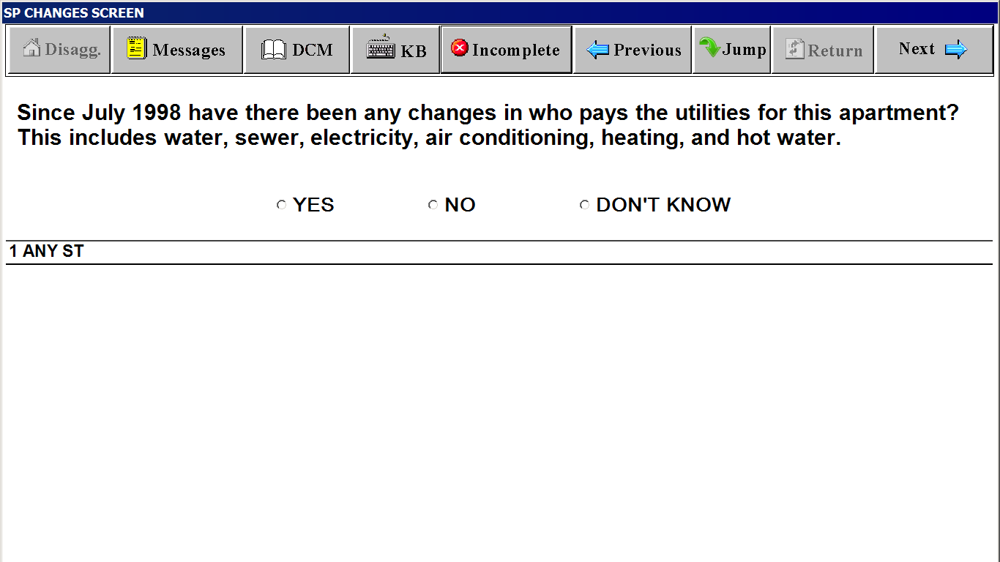 SP CHANGES SCREEN
Disagg. Messages DCM KB Incomplete Previous Jump Return Next
Since July 1998 have there been any changes in who pays the utilities for this apartment?
This includes water, sewer, electricity, air conditioning, heating, and hot water.
YES NO DON'T KNOW
1 ANY ST